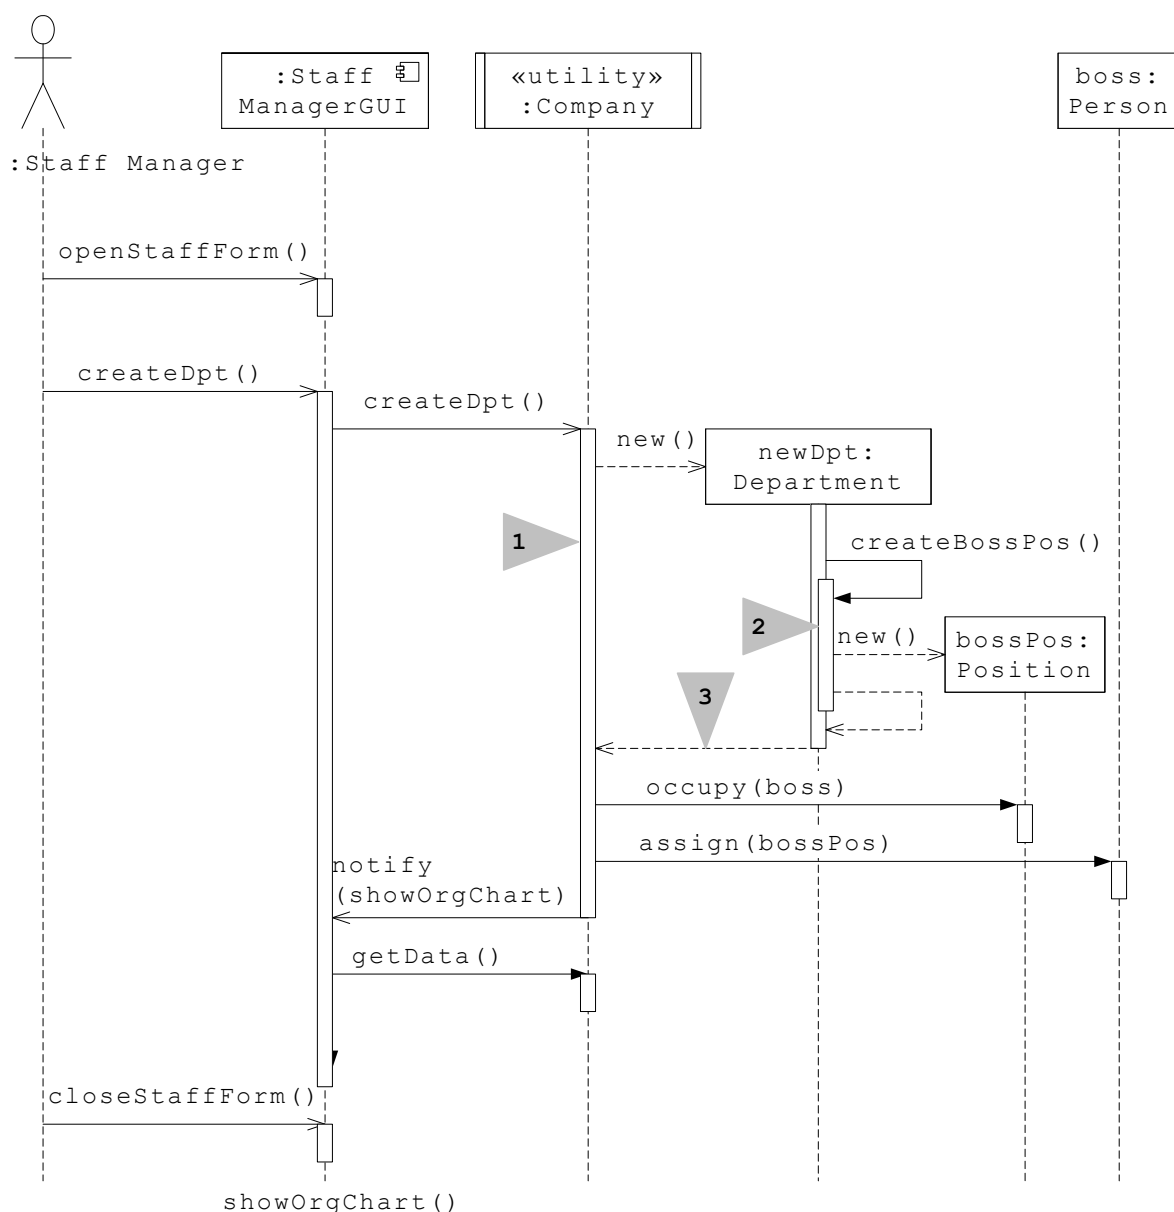 :Staff
ManagerGUI
«utility»
:Company
boss:
Person
:Staff Manager
openStaffForm()
createDpt()
createDpt()
new()
newDpt:
Department
1
createBossPos()
2
new()
bossPos:
Position
3
occupy(boss)
assign(bossPos)
notify
(showOrgChart)
getData()
closeStaffForm()
showOrgChart()